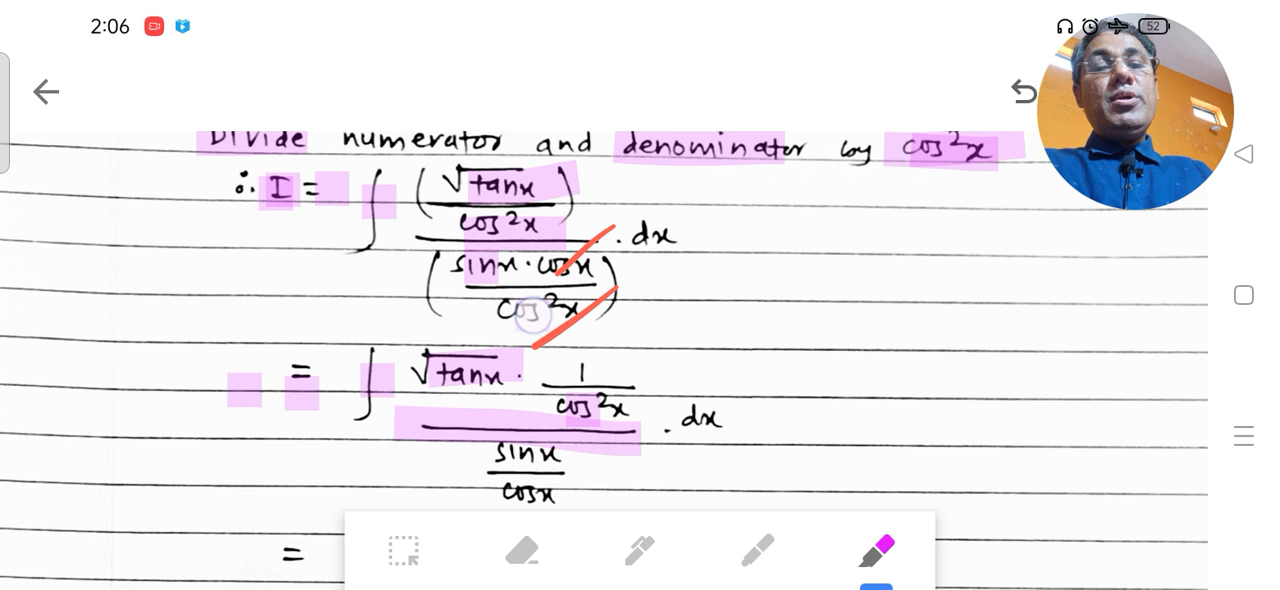 2:06
52
Divide numerator and denominator by cos²x
∴ I = ∫ (√tanx / cos²x) / (sinx·cosx / cos²x) . dx
= ∫ √tanx · 1/cos²x / sinx/cosx . dx
=